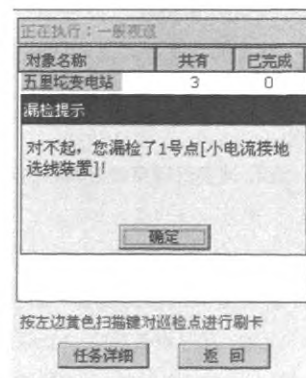 正在执行：一般夜巡
对象名称 共有 已完成
五里坨变电站 3 0
漏检提示
对不起，您漏检了1号点[小电流接地
选线装置]!
确定
按左边黄色扫描键对巡检点进行刷卡
任务详细 返 回